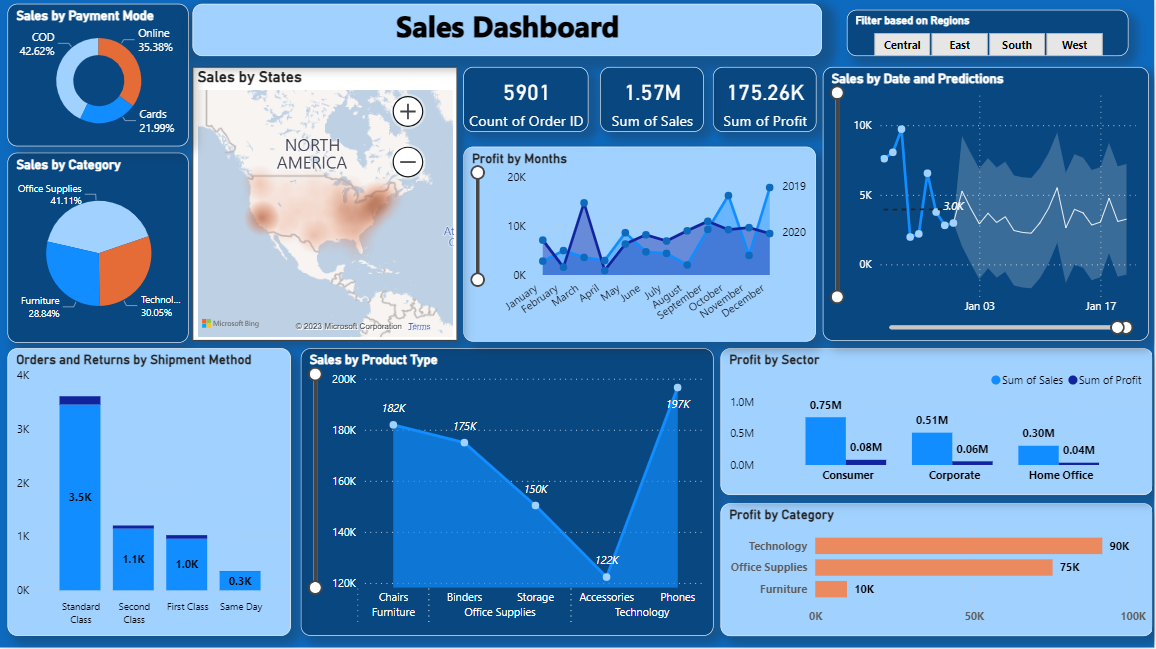 Sales by Payment Mode
COD
42.62%
Online
35.38%
Cards
21.99%
Sales Dashboard
Filter based on Regions
Central
East
South
West
Sales by Category
Office Supplies
41.11%
Furniture
28.84%
Technol...
30.05%
Sales by States
NORTH
AMERICA
+
−
At
Microsoft Bing
© 2023 Microsoft Corporation
Terms
5901
Count of Order ID
1.57M
Sum of Sales
175.26K
Sum of Profit
Profit by Months
20K
10K
0K
2019
2020
January
February
March
April
May
June
July
August
September
October
November
December
Sales by Date and Predictions
10K
5K
0K
3.0K
Jan 03
Jan 17
Orders and Returns by Shipment Method
4K
3K
2K
1K
0K
3.5K
1.1K
1.0K
0.3K
Standard
Class
Second
Class
First Class
Same Day
Sales by Product Type
200K
180K
160K
140K
120K
182K
175K
150K
122K
197K
Chairs
Binders
Storage
Accessories
Phones
Furniture
Office Supplies
Technology
Profit by Sector
Sum of Sales
Sum of Profit
1.0M
0.5M
0.0M
0.75M
0.08M
0.51M
0.06M
0.30M
0.04M
Consumer
Corporate
Home Office
Profit by Category
Technology
90K
Office Supplies
75K
Furniture
10K
0K
50K
100K